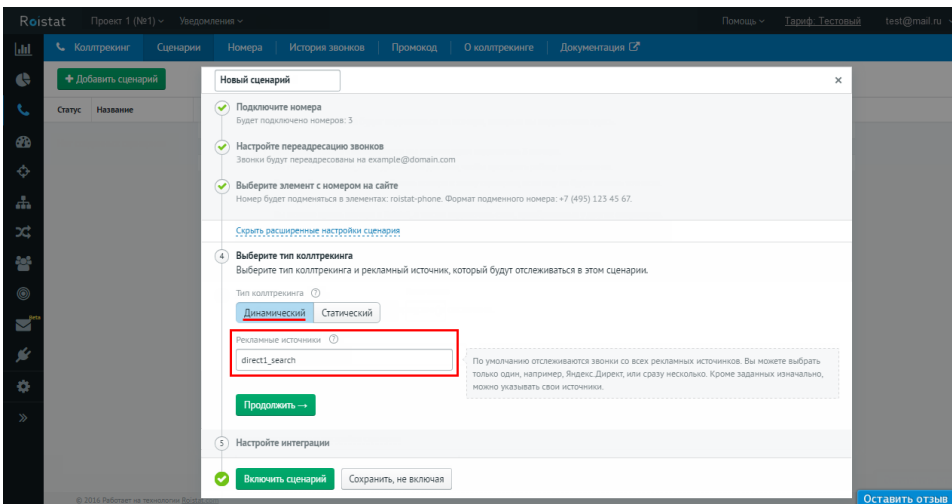 Roistat Проект 1 (№1) Уведомления Помощь Тариф: Тестовый test@mail.ru
Коллтрекинг Сценарии Номера История звонков Промокод О коллтрекинге Документация
+ Добавить сценарий
Новый сценарий ×
Статус Название
Подключите номера
Будет подключено номеров: 3
Настройте переадресацию звонков
Звонки будут переадресованы на example@domain.com
Выберите элемент с номером на сайте
Номер будет подменяться в элементах: roistat-phone. Формат подменного номера: +7 (495) 123 45 67.
Скрыть расширенные настройки сценария
4 Выберите тип коллтрекинга
Выберите тип коллтрекинга и рекламный источник, который будут отслеживаться в этом сценарии.
Тип коллтрекинга ?
Динамический Статический
Beta
Рекламные источники ?
direct1_search
По умолчанию отслеживаются звонки со всех рекламных источников. Вы можете выбрать
только один, например, Яндекс.Директ, или сразу несколько. Кроме заданных изначально,
можно указывать свои источники.
Продолжить →
5 Настройте интеграции
Включить сценарий Сохранить, не включая
© 2016 Работает на технологии Roistat.com
Оставить отзыв